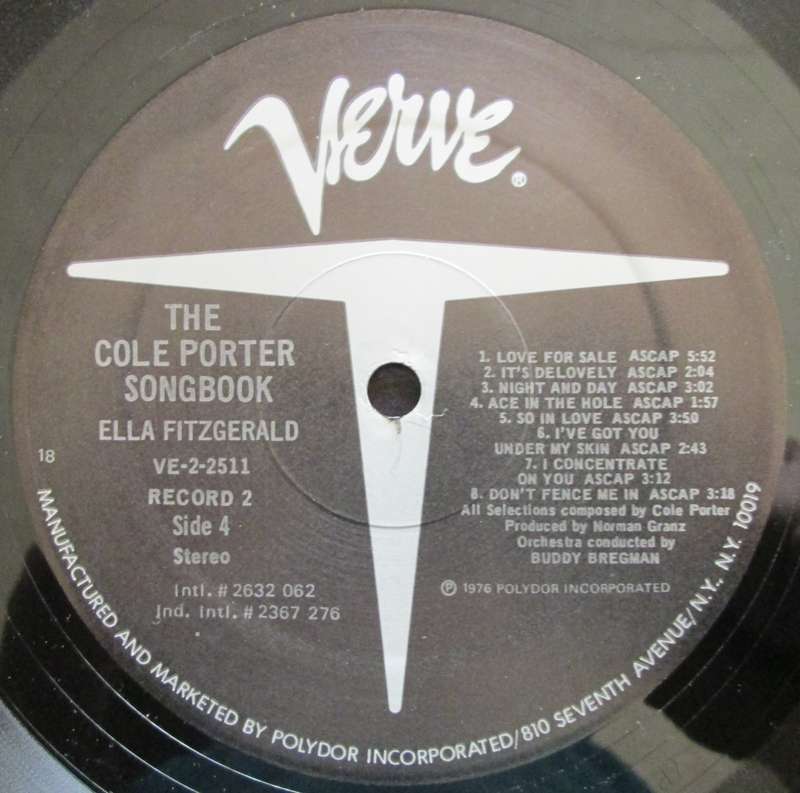 Verve®
THE
COLE PORTER
SONGBOOK
ELLA FITZGERALD
VE-2-2511
RECORD 2
Side 4
Stereo
Intl. # 2632 062
Ind. Intl. # 2367 276
18
1. LOVE FOR SALE ASCAP 5:52
2. IT'S DELOVELY ASCAP 2:04
3. NIGHT AND DAY ASCAP 3:02
4. ACE IN THE HOLE ASCAP 1:57
5. SO IN LOVE ASCAP 3:50
6. I'VE GOT YOU
UNDER MY SKIN ASCAP 2:43
7. I CONCENTRATE
ON YOU ASCAP 3:12
8. DON'T FENCE ME IN ASCAP 3:18
All Selections composed by Cole Porter
Produced by Norman Granz
Orchestra conducted by
BUDDY BREGMAN
℗ 1976 POLYDOR INCORPORATED
MANUFACTURED AND MARKETED BY POLYDOR INCORPORATED/810 SEVENTH AVENUE/N.Y., N.Y. 10019